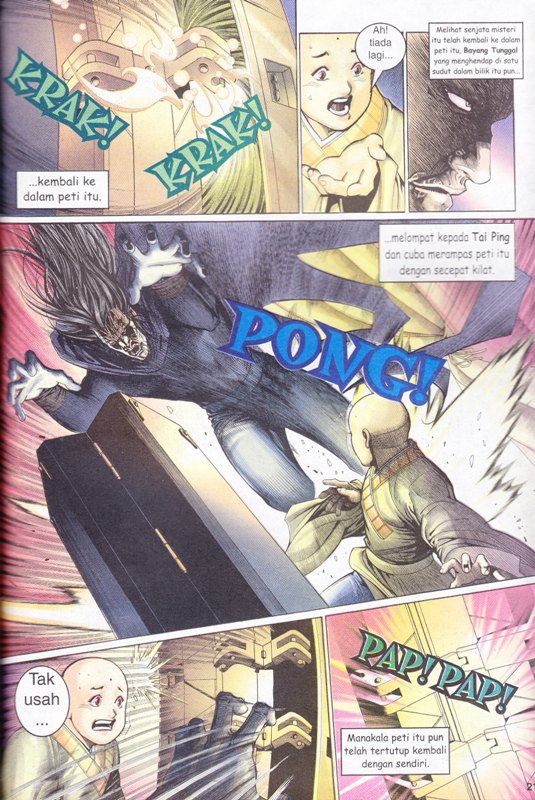 KRAK!
KRAK!
...kembali ke
dalam peti itu.
Ah!
tiada
lagi...
Melihat senjata misteri
itu telah kembali ke dalam
peti itu, Bayang Tunggal
yang menghendap di satu
sudut dalam bilik itu pun...
...melompat kepada Tai Ping
dan cuba merampas peti itu
dengan secepat kilat.
PONG!
Tak
usah
...
PAP! PAP!
Manakala peti itu pun
telah tertutup kembali
dengan sendiri.